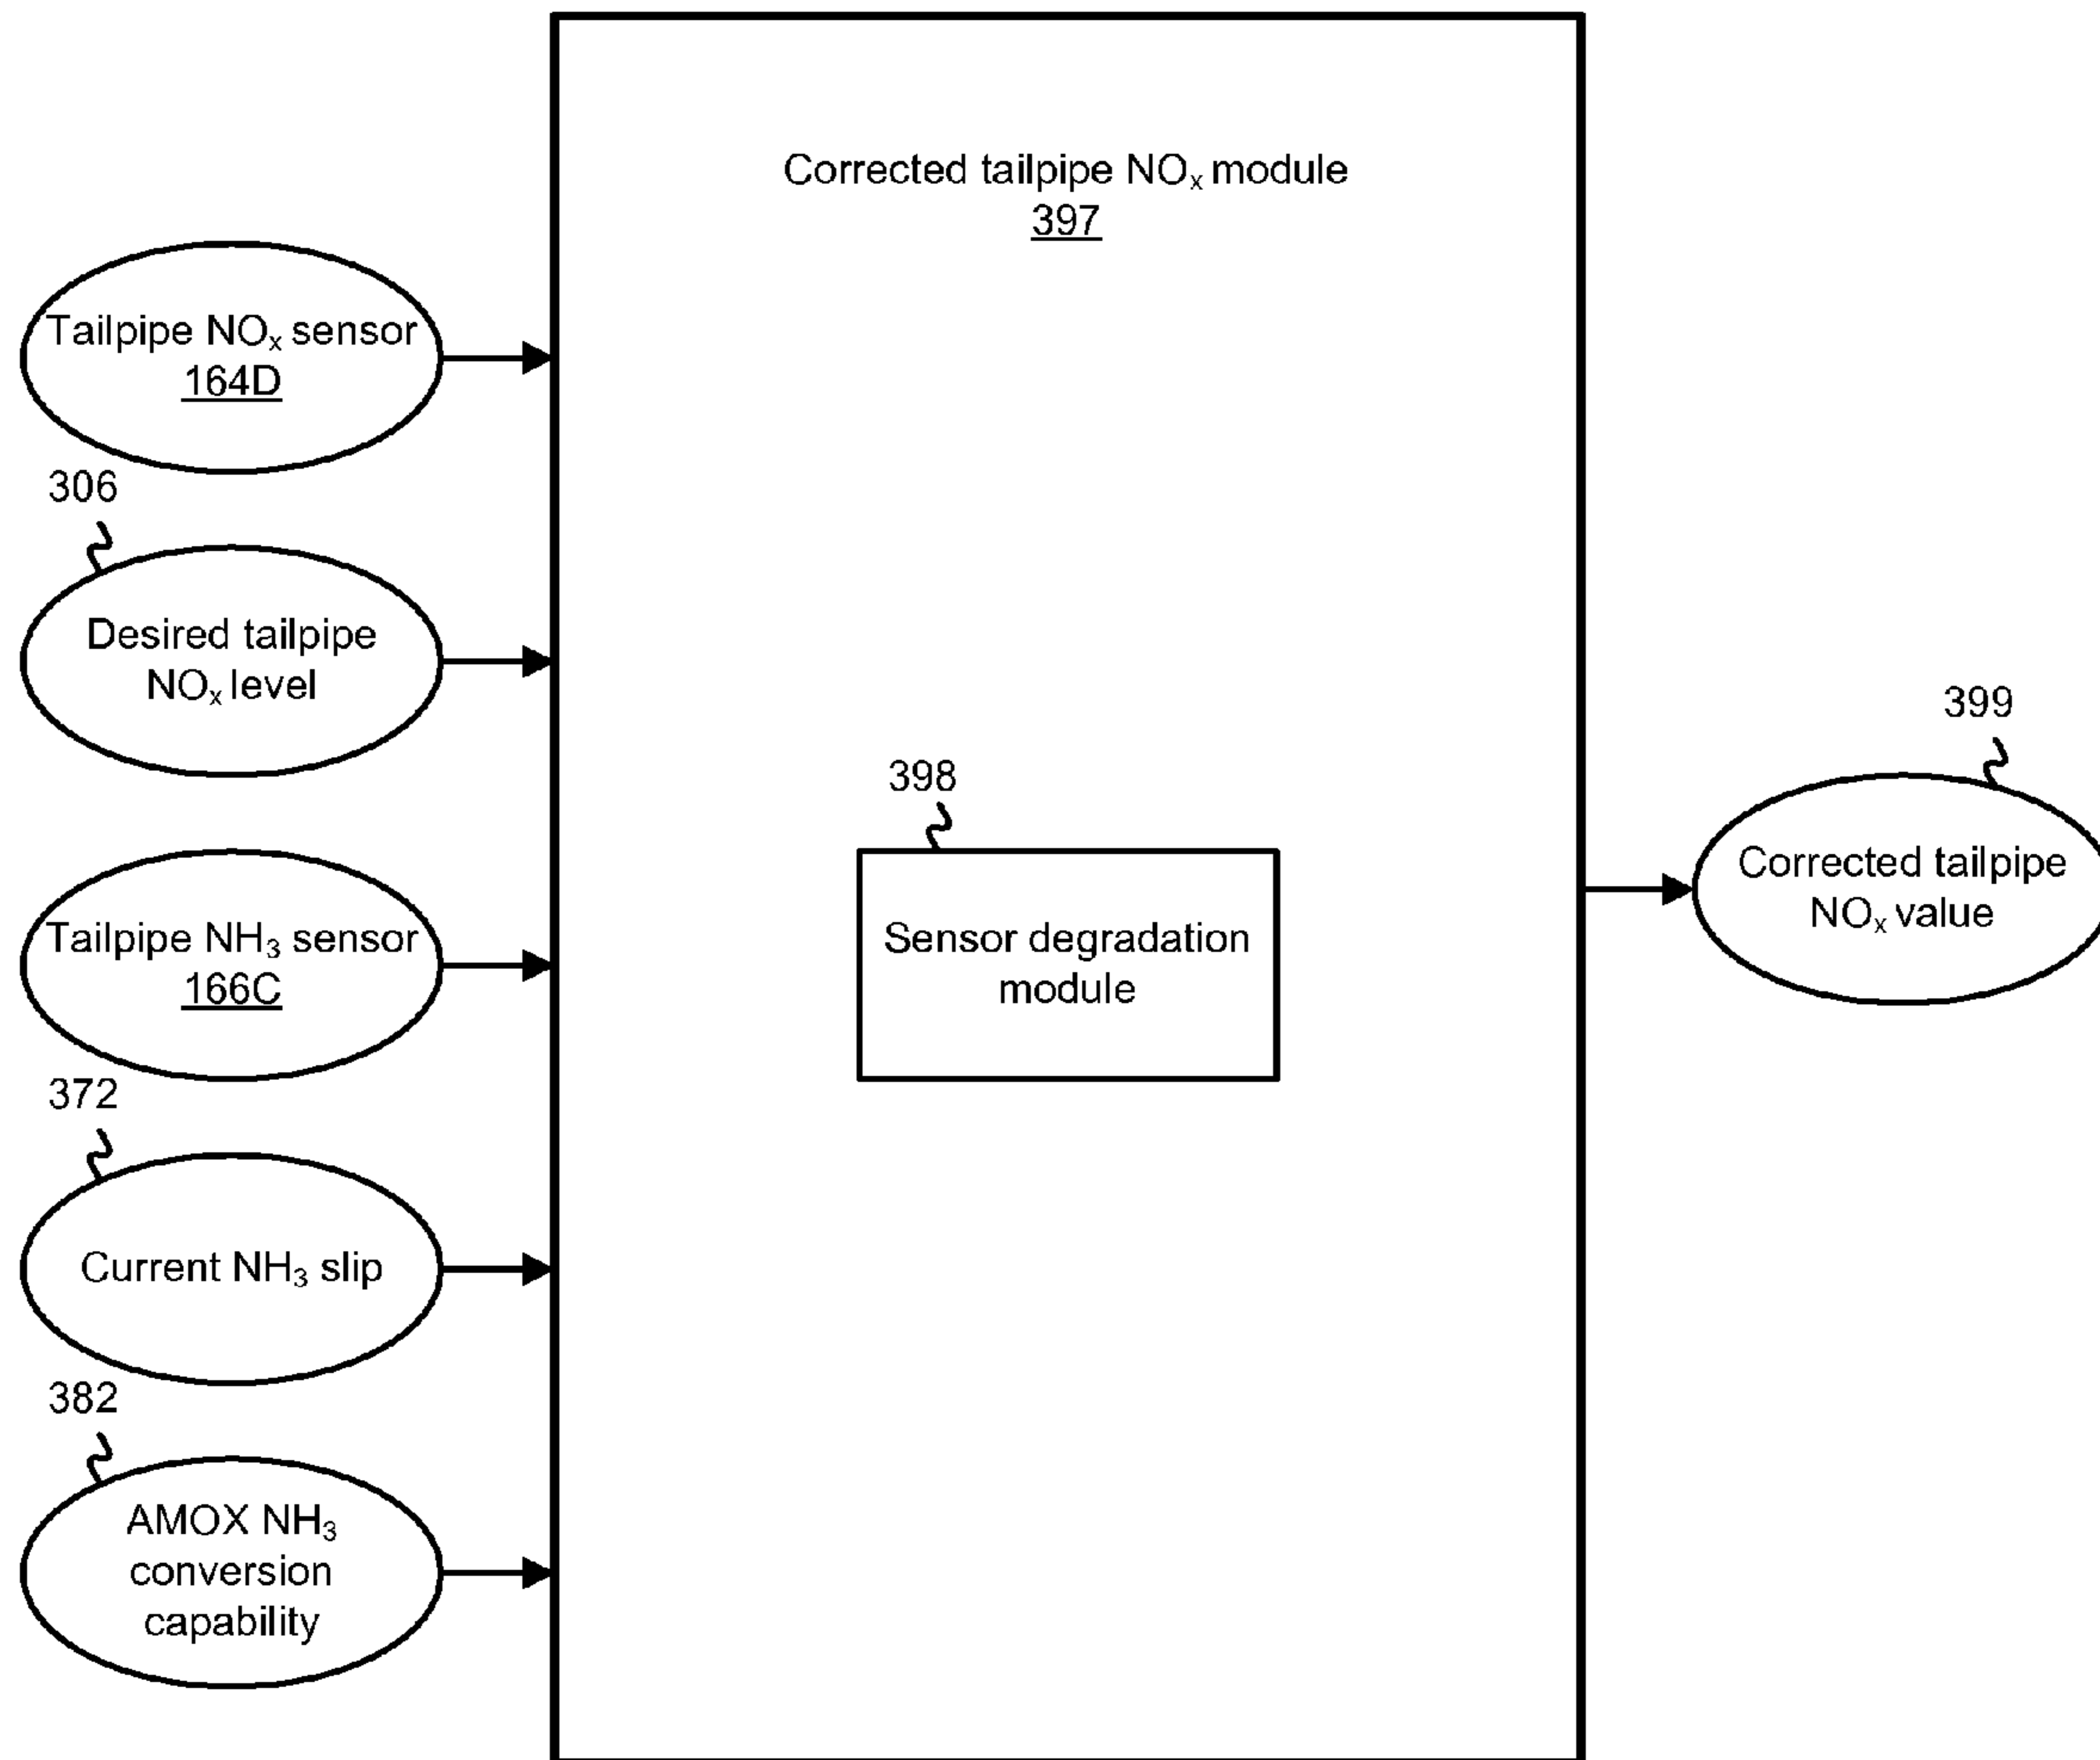 Corrected tailpipe NOₓ module
397
Tailpipe NOₓ sensor
164D
306
Desired tailpipe
NOₓ level
Tailpipe NH₃ sensor
166C
372
Current NH₃ slip
382
AMOX NH₃
conversion
capability
398
Sensor degradation
module
399
Corrected tailpipe
NOₓ value